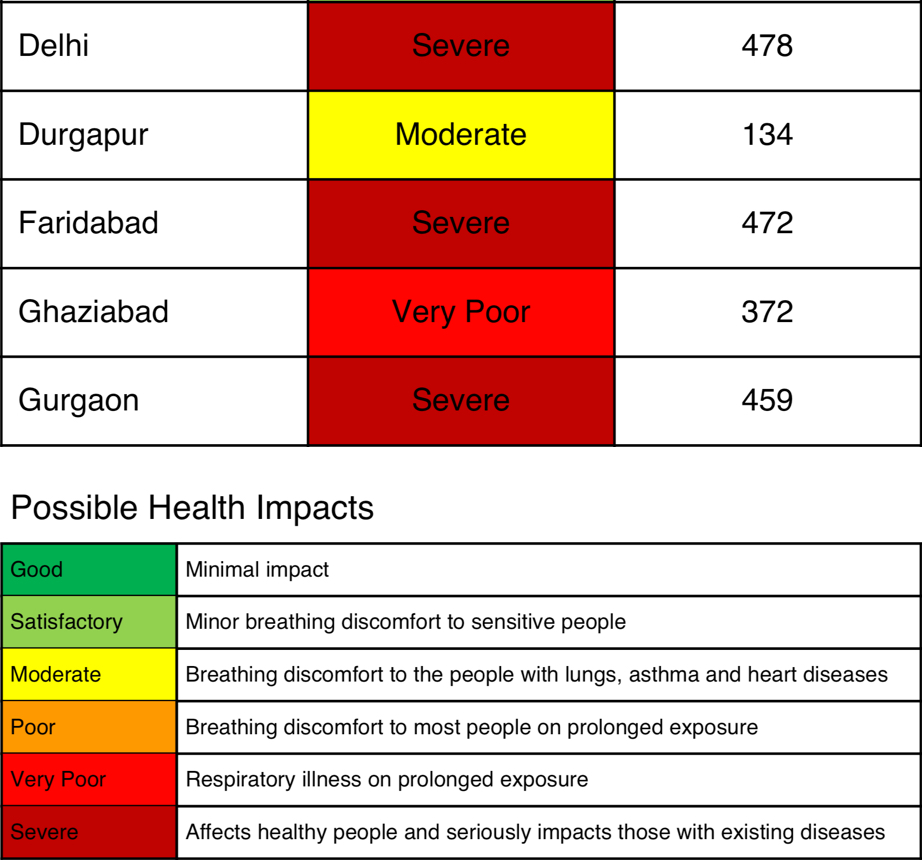 Delhi Severe 478
Durgapur Moderate 134
Faridabad Severe 472
Ghaziabad Very Poor 372
Gurgaon Severe 459
Possible Health Impacts
Good Minimal impact
Satisfactory Minor breathing discomfort to sensitive people
Moderate Breathing discomfort to the people with lungs, asthma and heart diseases
Poor Breathing discomfort to most people on prolonged exposure
Very Poor Respiratory illness on prolonged exposure
Severe Affects healthy people and seriously impacts those with existing diseases